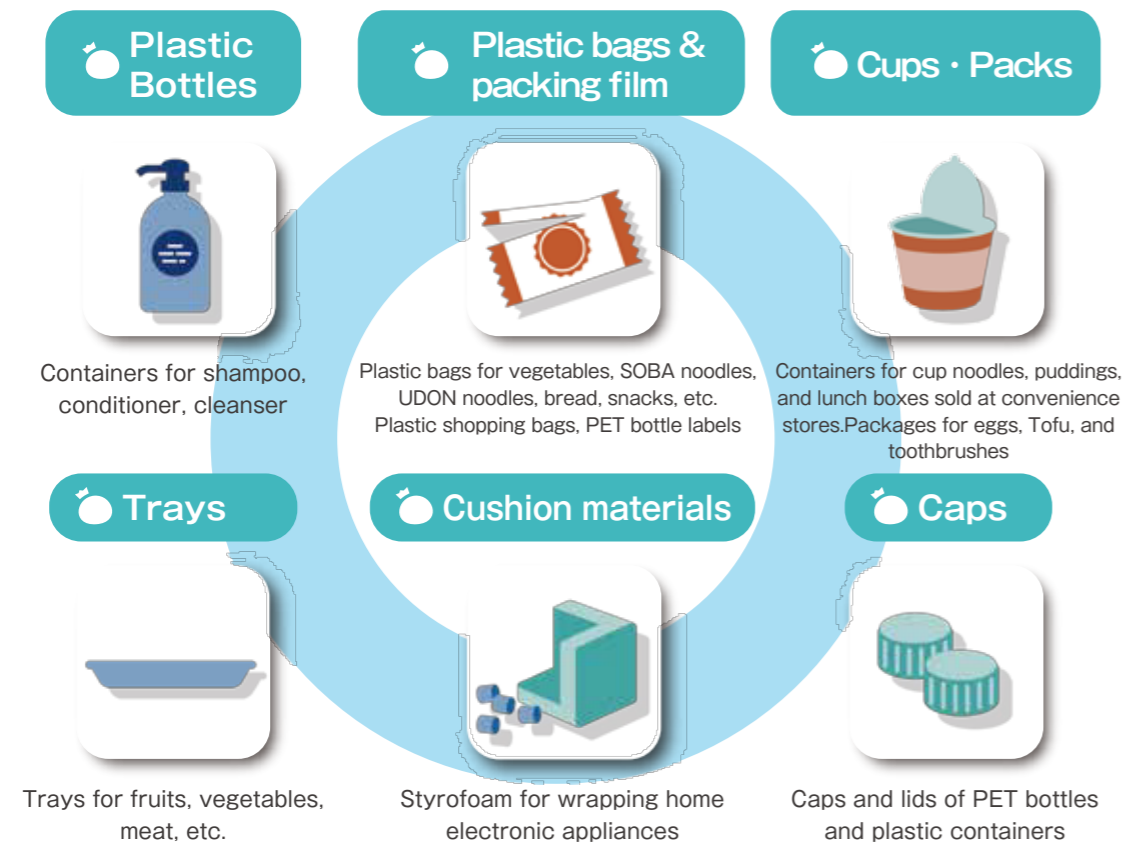 Plastic
Bottles
Plastic bags &
packing film
Cups・Packs
Containers for shampoo,
conditioner, cleanser
Plastic bags for vegetables, SOBA noodles,
UDON noodles, bread, snacks, etc.
Plastic shopping bags, PET bottle labels
Containers for cup noodles, puddings,
and lunch boxes sold at convenience
stores.Packages for eggs, Tofu, and
toothbrushes
Trays
Cushion materials
Caps
Trays for fruits, vegetables,
meat, etc.
Styrofoam for wrapping home
electronic appliances
Caps and lids of PET bottles
and plastic containers